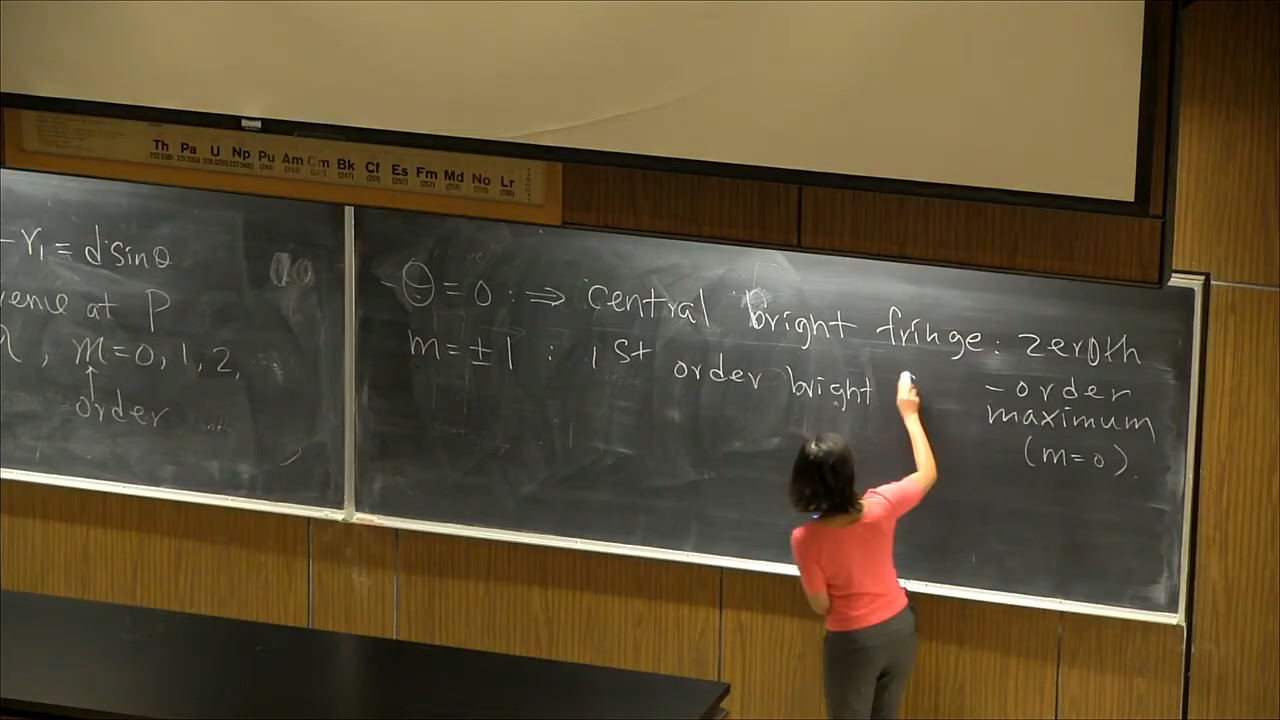 Th Pa U Np Pu Am Cm Bk Cf Es Fm Md No Lr
-r₁ = d sinθ
at P
, m=0, 1, 2,
order
-θ = 0 : ⇒ central bright fringe : zeroth
-order
maximum
(m=0).
m=±1 : 1st order bright